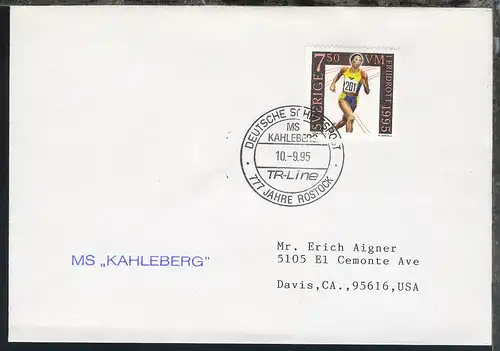 7.50
VM
I FRIIDROTT 1995
SVERIGE
201
DEUTSCHE SCHIFFSPOST
MS
KAHLEBERG
10.-9.95
TR-Line
777 JAHRE ROSTOCK
MS „KAHLEBERG"
Mr. Erich Aigner
5105 El Cemonte Ave
Davis,CA.,95616,USA